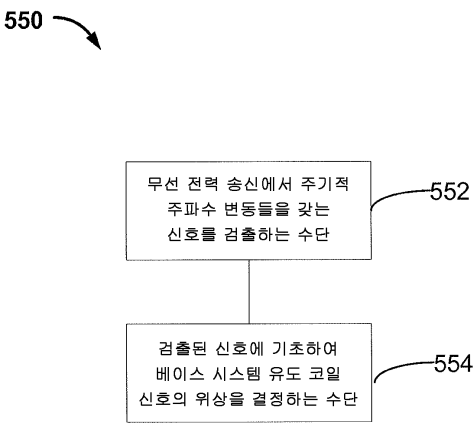 550
무선 전력 송신에서 주기적
주파수 변동들을 갖는
신호를 검출하는 수단
552
검출된 신호에 기초하여
베이스 시스템 유도 코일
신호의 위상을 결정하는 수단
554